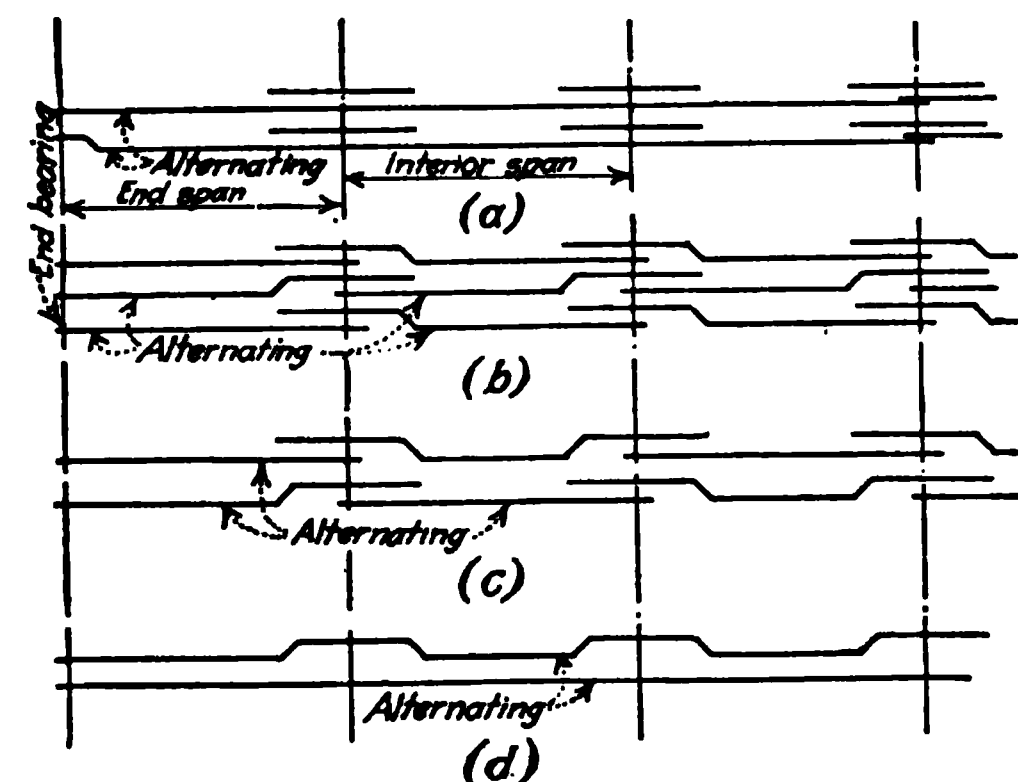 End bearing
Alternating
Interior span
End span
(a)
Alternating
(b)
Alternating
(c)
Alternating
(d)